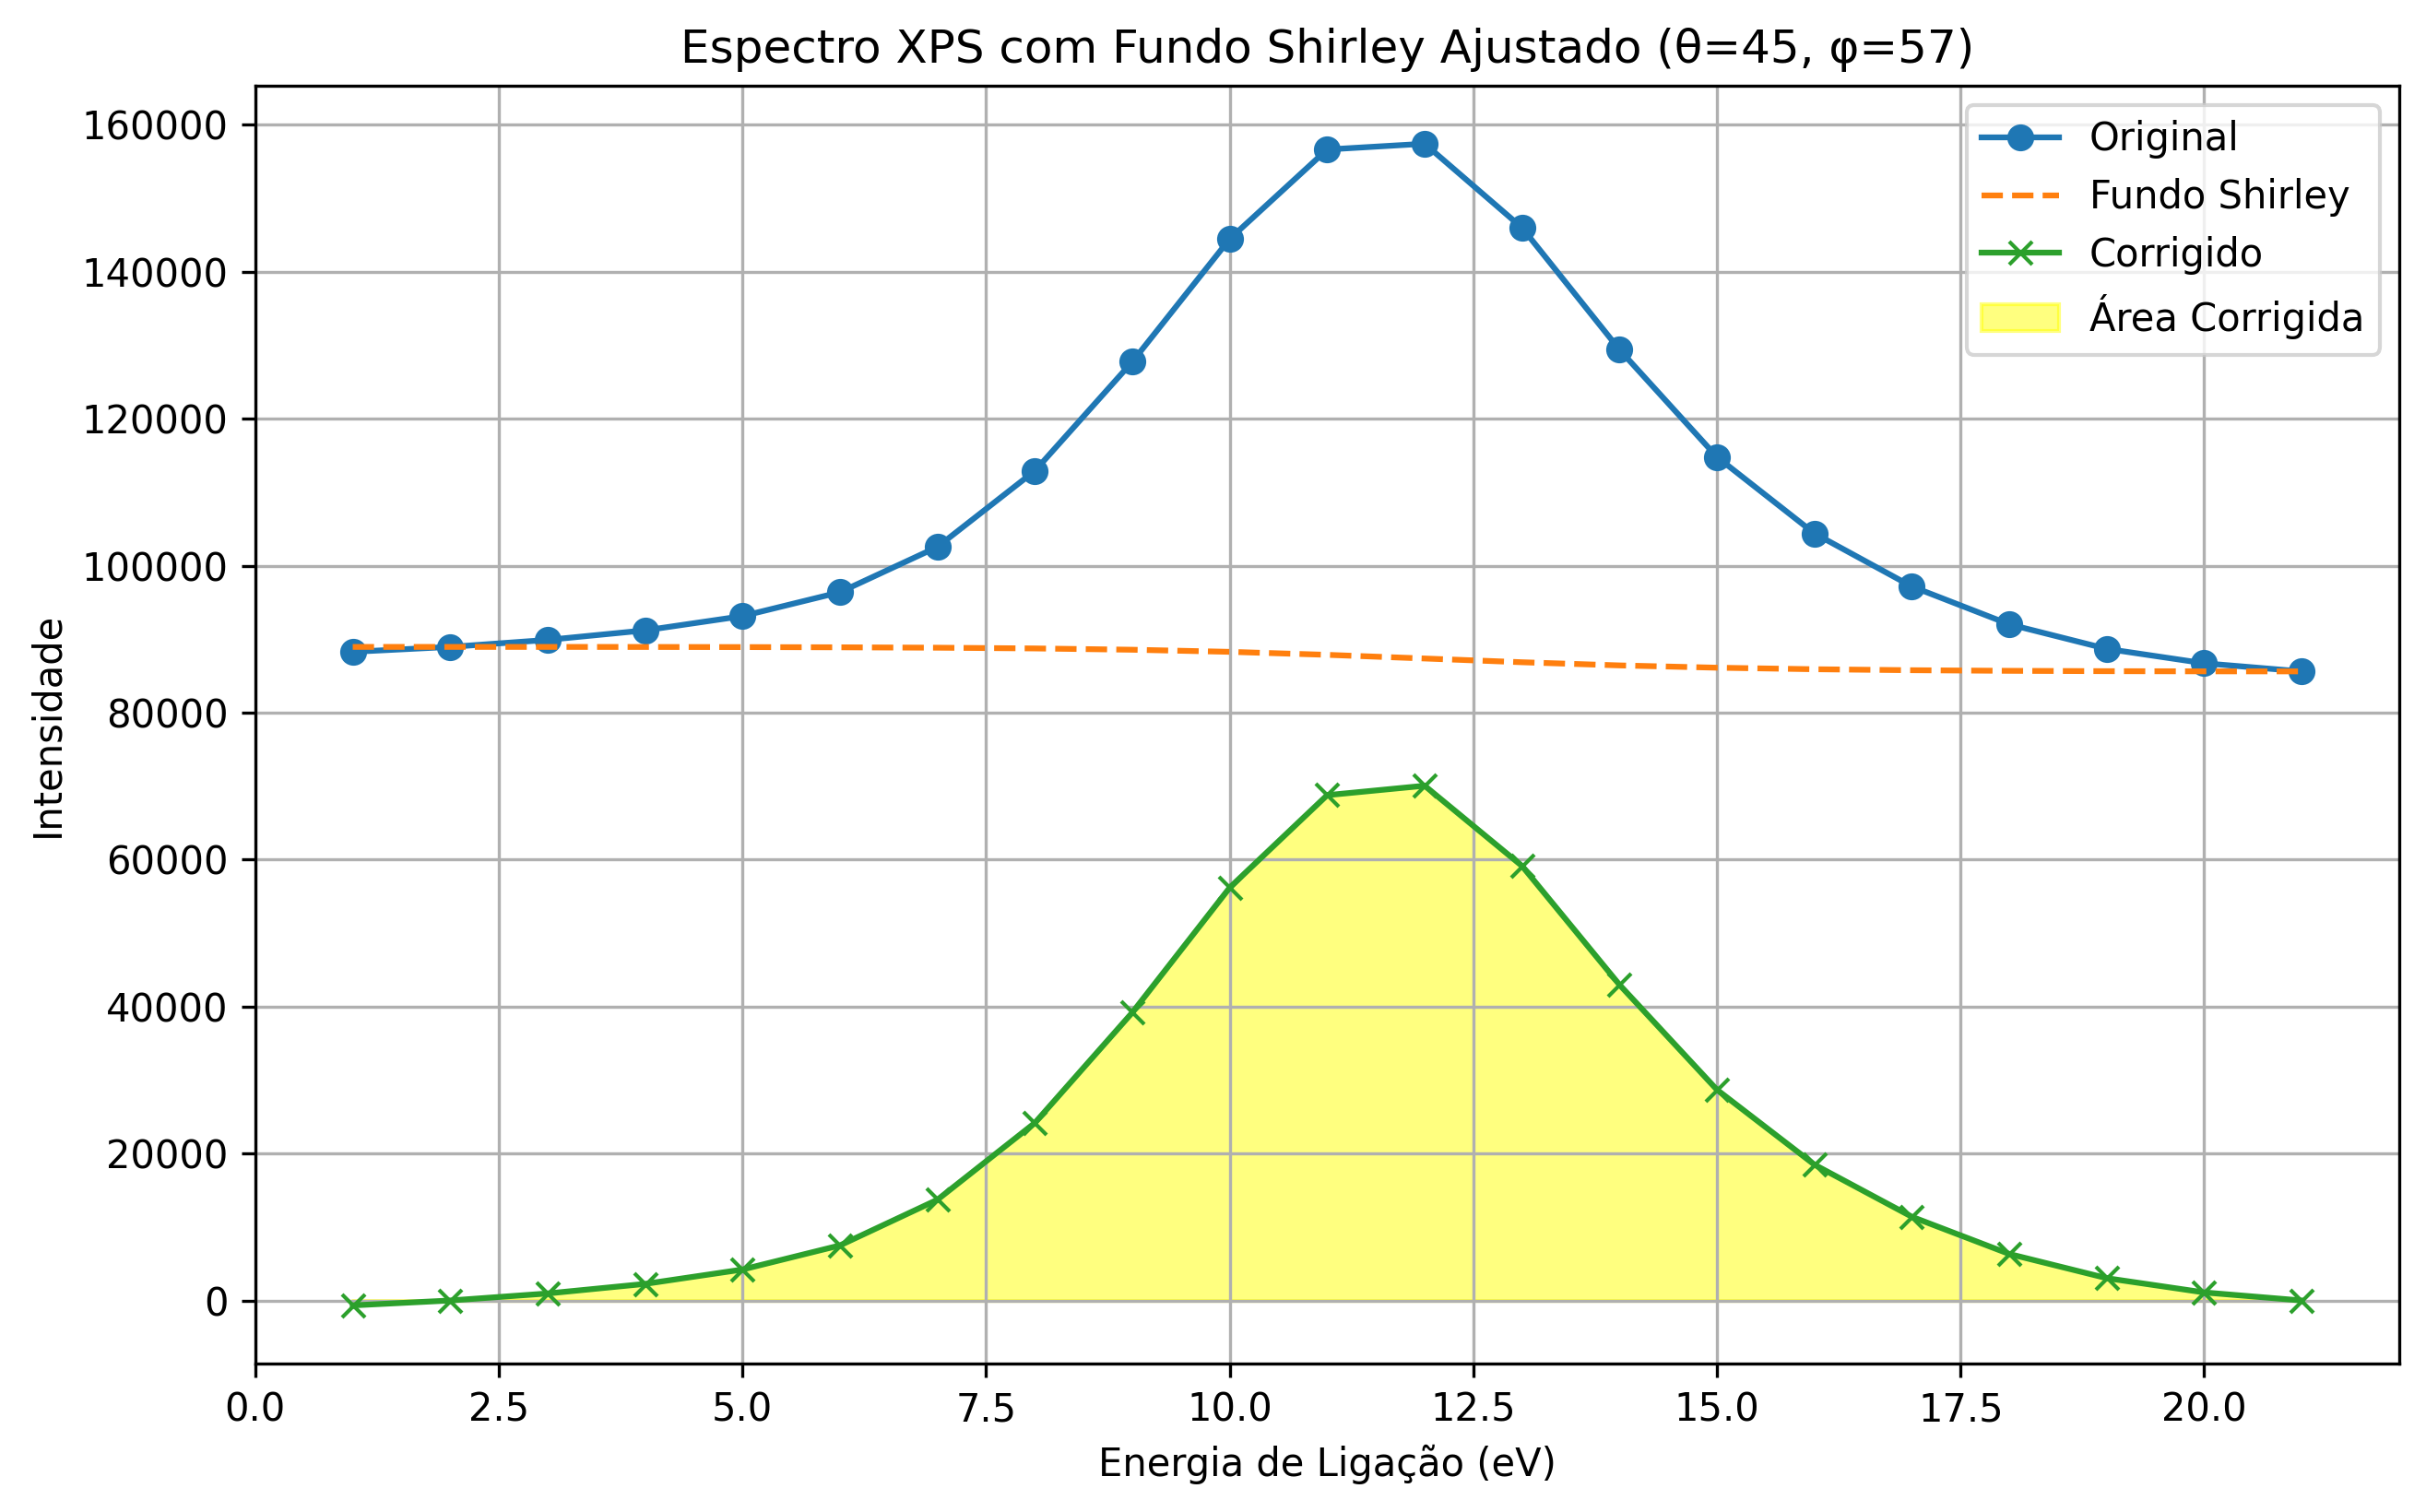 Espectro XPS com Fundo Shirley Ajustado (θ=45, φ=57)
Original
Fundo Shirley
Corrigido
Área Corrigida
Intensidade
160000
140000
120000
100000
80000
60000
40000
20000
0
0.0 2.5 5.0 7.5 10.0 12.5 15.0 17.5 20.0
Energia de Ligação (eV)